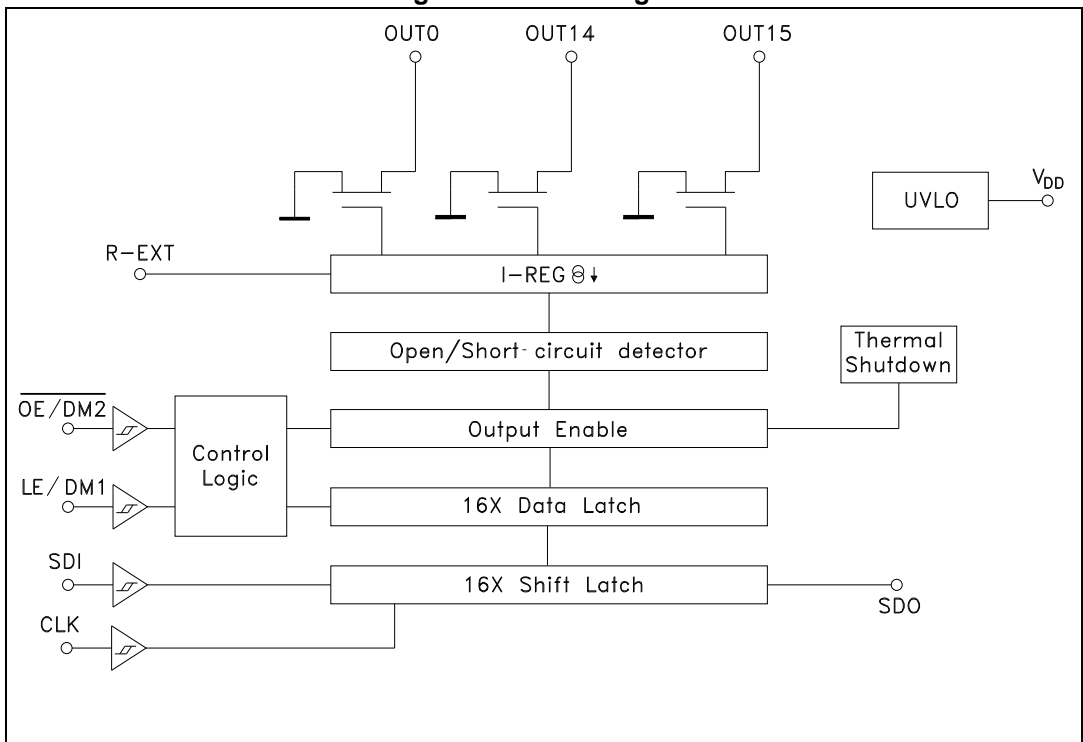 OUT0 OUT14 OUT15
UVLO
VDD
R-EXT
I-REG
Open/Short-circuit detector
Thermal
Shutdown
OE/DM2
Control
Logic
Output Enable
LE/DM1
16X Data Latch
SDI
16X Shift Latch
SDO
CLK